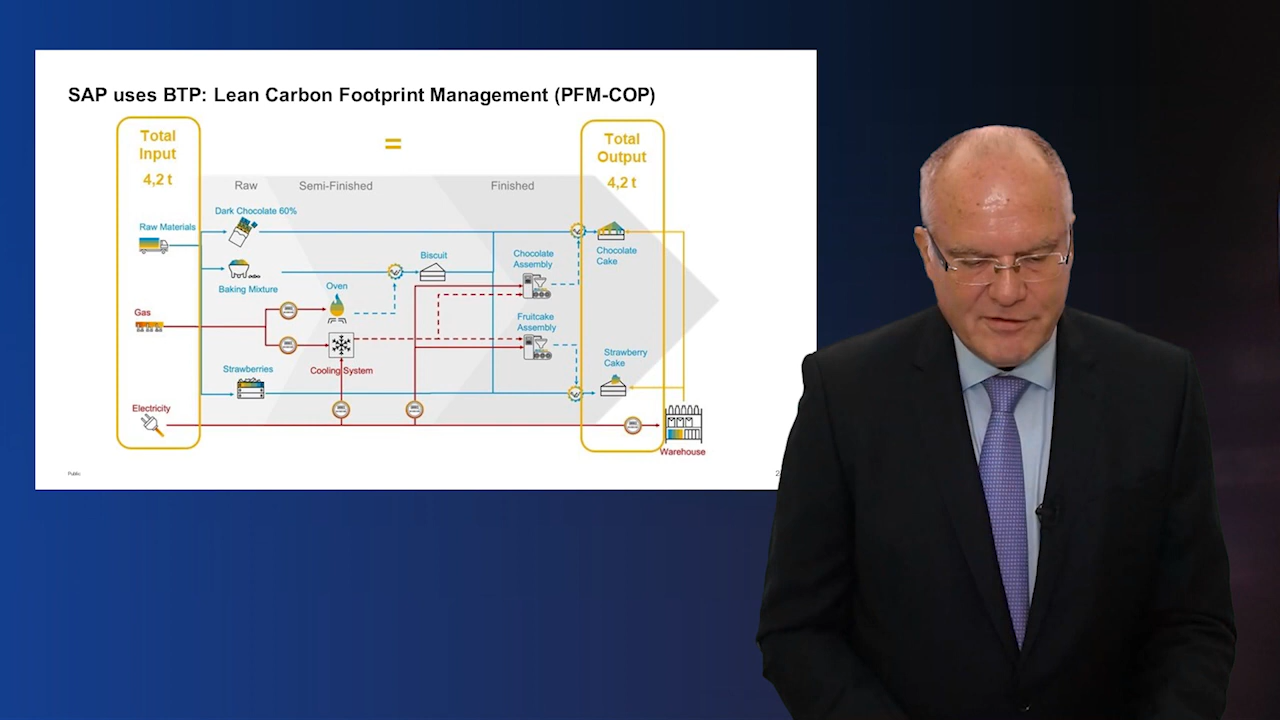 SAP uses BTP: Lean Carbon Footprint Management (PFM-COP)
Total
Input
4,2 t
=
Total
Output
4,2 t
Raw
Semi-Finished
Finished
Dark Chocolate 60%
Raw Materials
Baking Mixture
Biscuit
Chocolate
Assembly
Chocolate
Cake
Oven
Gas
Fruitcake
Assembly
Strawberries
Cooling System
Strawberry
Cake
Electricity
Warehouse
Public